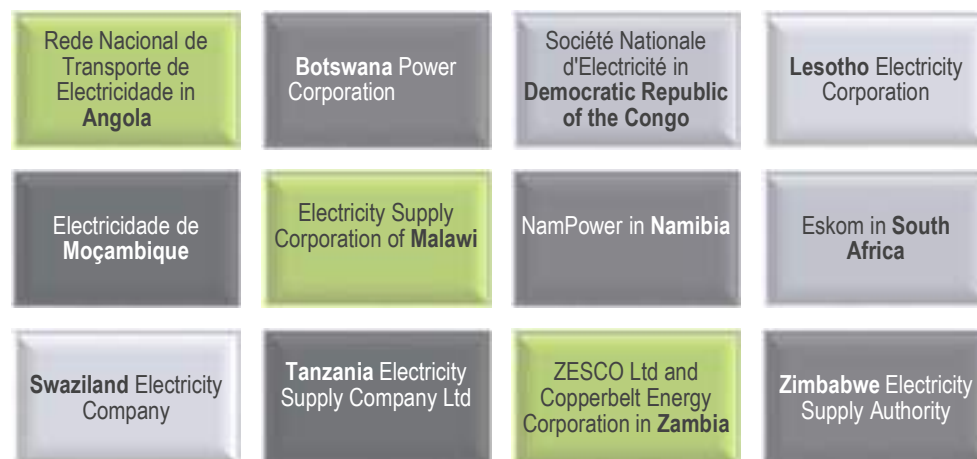 Rede Nacional de
Transporte de
Electricidade in
Angola
Botswana Power
Corporation
Société Nationale
d'Electricité in
Democratic Republic
of the Congo
Lesotho Electricity
Corporation
Electricidade de
Moçambique
Electricity Supply
Corporation of Malawi
NamPower in Namibia
Eskom in South
Africa
Swaziland Electricity
Company
Tanzania Electricity
Supply Company Ltd
ZESCO Ltd and
Copperbelt Energy
Corporation in Zambia
Zimbabwe Electricity
Supply Authority